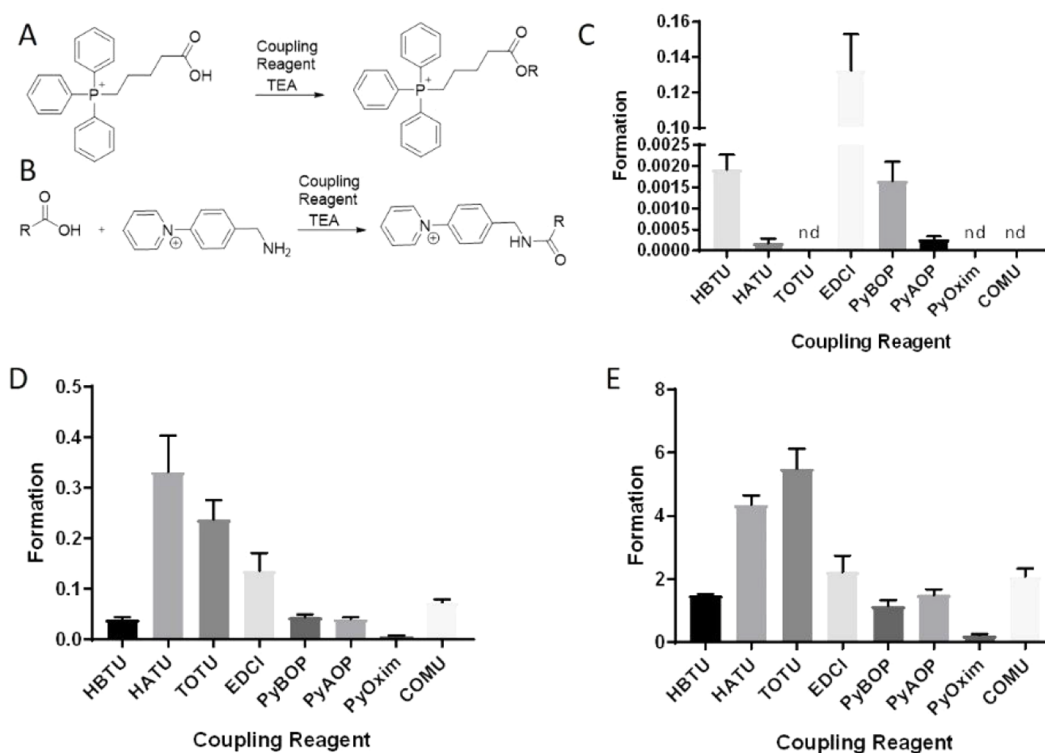 A
O
OH
P
+
Coupling
Reagent
TEA
O
OR
P
+
B
O
R
OH
+
N
+
NH₂
Coupling
Reagent
TEA
N
+
HN
R
O
C
Formation
0.16
0.14
0.12
0.10
0.0025
0.0020
0.0015
0.0010
0.0005
0.0000
nd
nd
nd
HBTU
HATU
TOTU
EDCI
PyBOP
PyAOP
PyOxim
COMU
Coupling Reagent
D
Formation
0.5
0.4
0.3
0.2
0.1
0.0
HBTU
HATU
TOTU
EDCI
PyBOP
PyAOP
PyOxim
COMU
Coupling Reagent
E
Formation
8
6
4
2
0
HBTU
HATU
TOTU
EDCI
PyBOP
PyAOP
PyOxim
COMU
Coupling Reagent